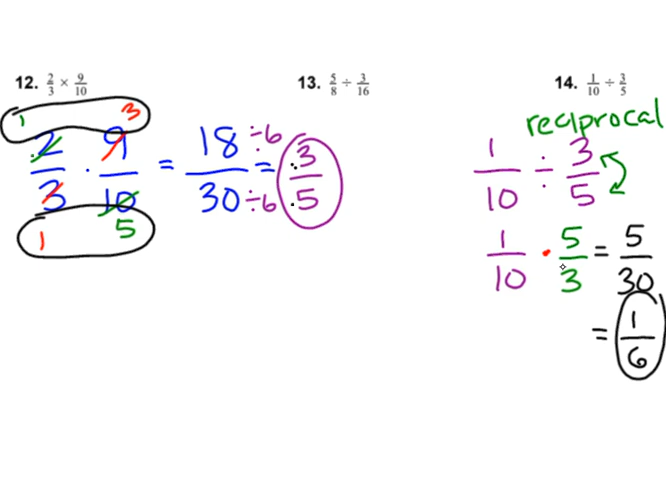 12. 2/3 × 9/10
13. 5/8 ÷ 3/16
14. 1/10 ÷ 3/5
1 3
2/3 · 9/10 = 18/30 ÷6/÷6 = 3/5
1 5
reciprocal
1/10 ÷ 3/5
1/10 · 5/3 = 5/30
= 1/6